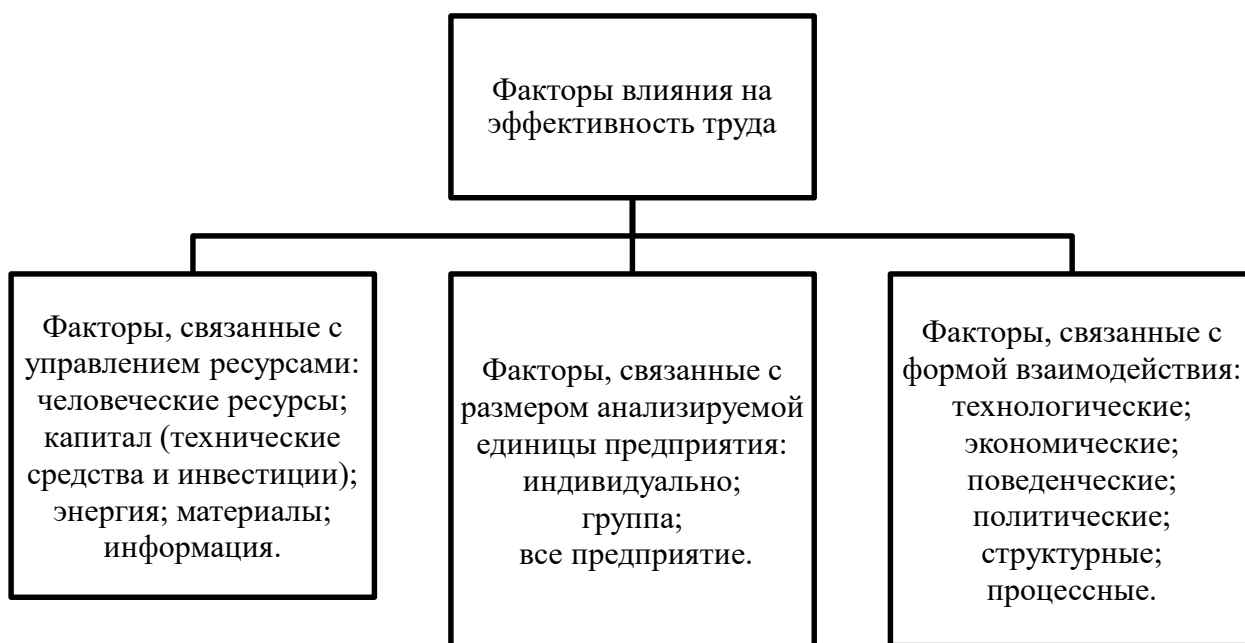 Факторы влияния на
эффективность труда
Факторы, связанные с
управлением ресурсами:
человеческие ресурсы;
капитал (технические
средства и инвестиции);
энергия; материалы;
информация.
Факторы, связанные с
размером анализируемой
единицы предприятия:
индивидуально;
группа;
все предприятие.
Факторы, связанные с
формой взаимодействия:
технологические;
экономические;
поведенческие;
политические;
структурные;
процессные.